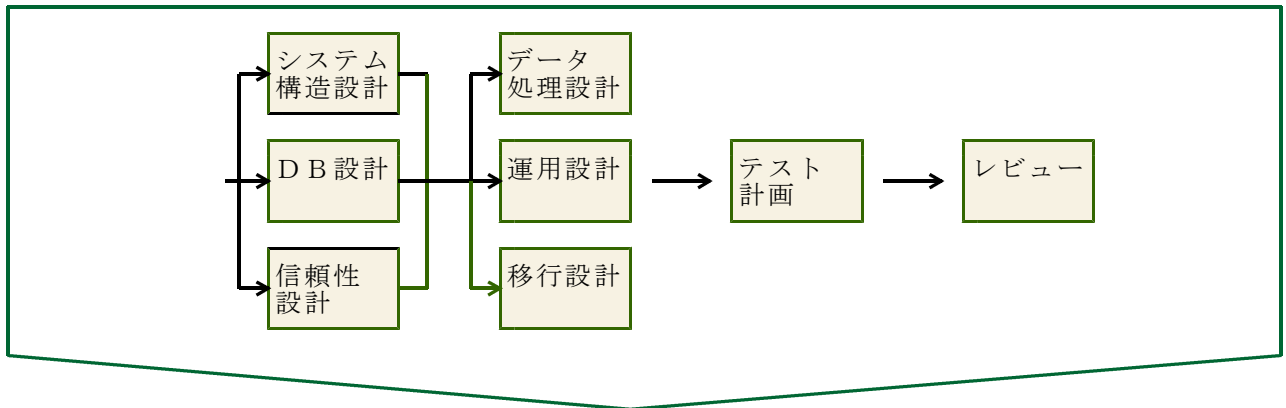 システム
構造設計
データ
処理設計
ＤＢ設計
運用設計
テスト
計画
レビュー
信頼性
設計
移行設計